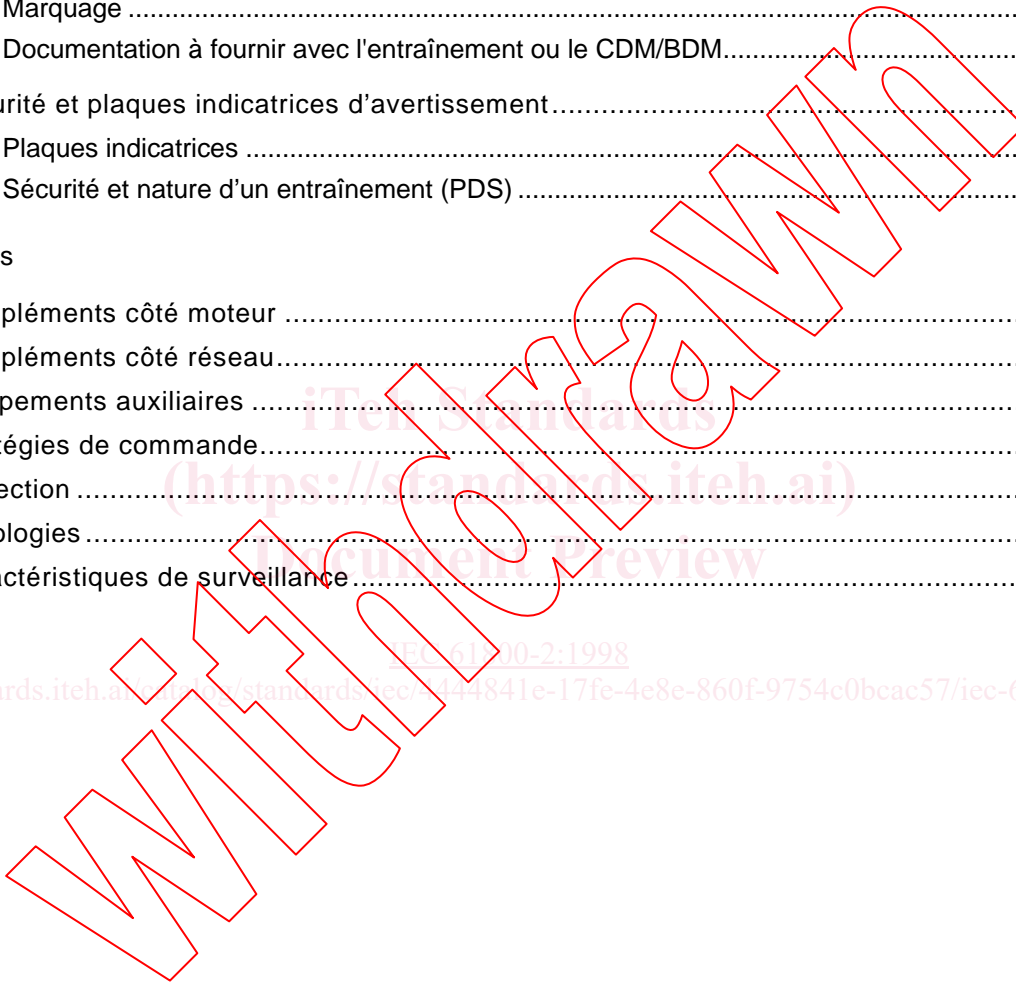 Marquage ..........................................................................
Documentation à fournir avec l'entraînement ou le CDM/BDM..........................
urité et plaques indicatrices d'avertissement..........................
Plaques indicatrices ..........................................................................
Sécurité et nature d'un entraînement (PDS) ..........................
s
pléments côté moteur ..........................................................................
pléments côté réseau..........................................................................
pements auxiliaires ..........................................................................
tégies de commande..........................................................................
ection ..........................................................................
ologies ..........................................................................
actéristiques de surveillance..........................................................................
iTeh Standards
(https://standards.iteh.ai)
Document Preview
IEC 61800-2:1998
ards.iteh.ai/catalog/standards/iec/4444841e-17fe-4e8e-860f-9754c0bcac57/iec-6
withdrawn